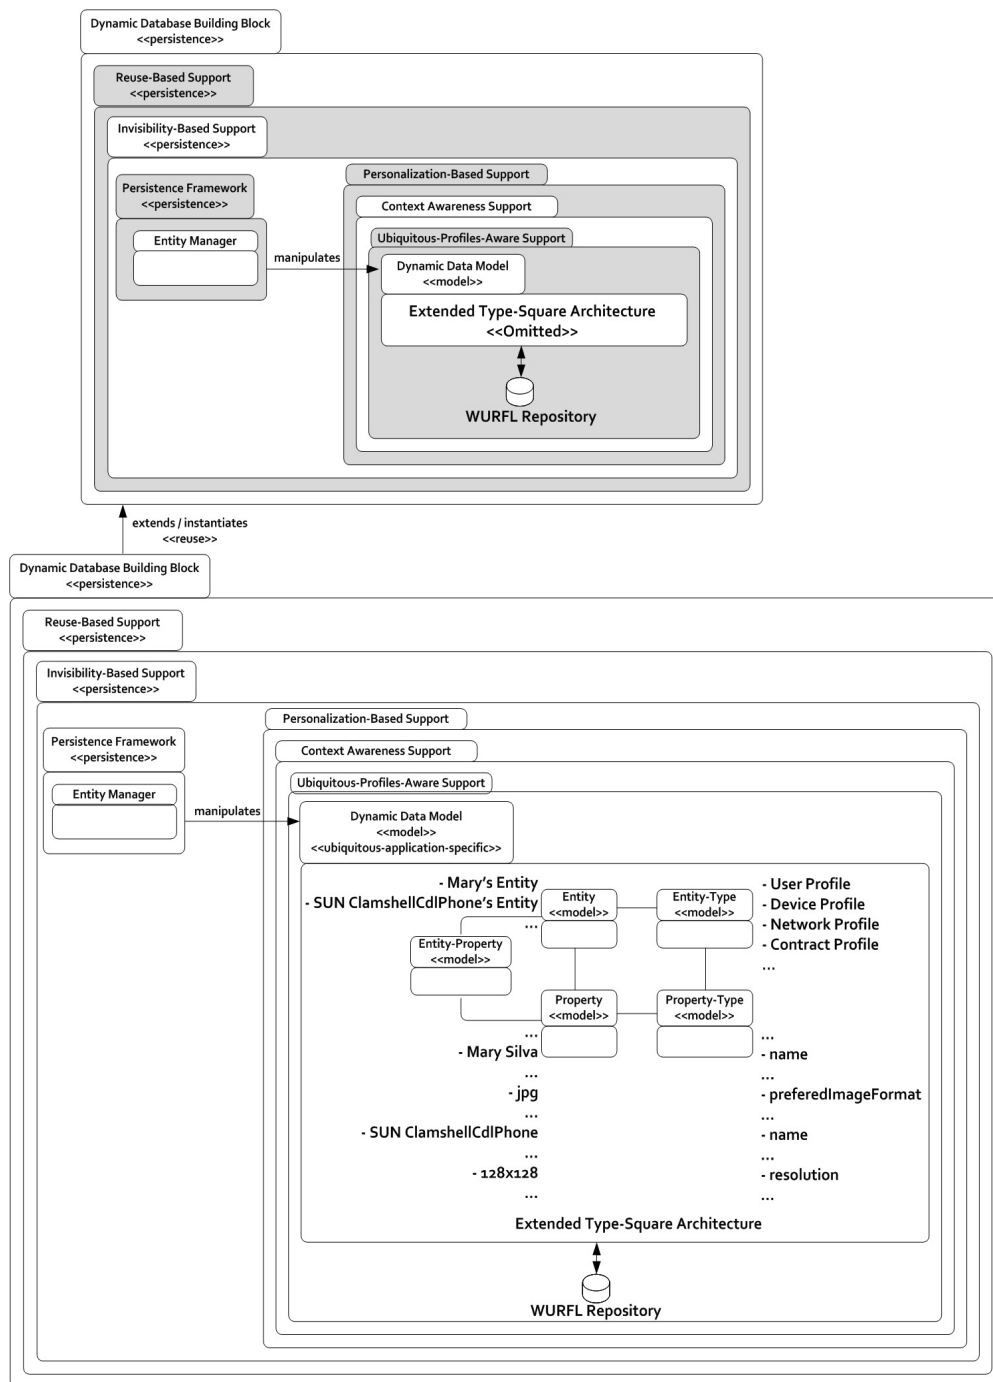 Dynamic Database Building Block
<<persistence>>
Reuse-Based Support
<<persistence>>
Invisibility-Based Support
<<persistence>>
Persistence Framework
<<persistence>>
Entity Manager
manipulates
Personalization-Based Support
Context Awareness Support
Ubiquitous-Profiles-Aware Support
Dynamic Data Model
<<model>>
Extended Type-Square Architecture
<<Omitted>>
WURFL Repository
extends / instantiates
<<reuse>>
Dynamic Database Building Block
<<persistence>>
Reuse-Based Support
<<persistence>>
Invisibility-Based Support
<<persistence>>
Persistence Framework
<<persistence>>
Entity Manager
manipulates
Personalization-Based Support
Context Awareness Support
Ubiquitous-Profiles-Aware Support
Dynamic Data Model
<<model>>
<<ubiquitous-application-specific>>
- Mary's Entity
- SUN ClamshellCdlPhone's Entity
...
Entity
<<model>>
Entity-Type
<<model>>
- User Profile
- Device Profile
- Network Profile
- Contract Profile
...
Entity-Property
<<model>>
Property
<<model>>
Property-Type
<<model>>
...
- Mary Silva
...
- jpg
...
- SUN ClamshellCdlPhone
...
- 128x128
...
...
- name
...
- preferedImageFormat
...
- name
...
- resolution
...
Extended Type-Square Architecture
WURFL Repository